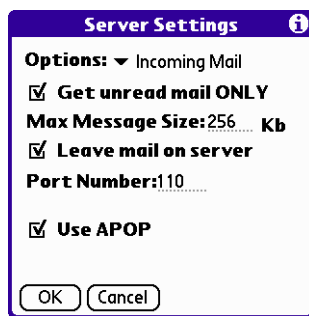 Server Settings
Options: Incoming Mail
Get unread mail ONLY
Max Message Size: 256 Kb
Leave mail on server
Port Number: 110
Use APOP
OK Cancel